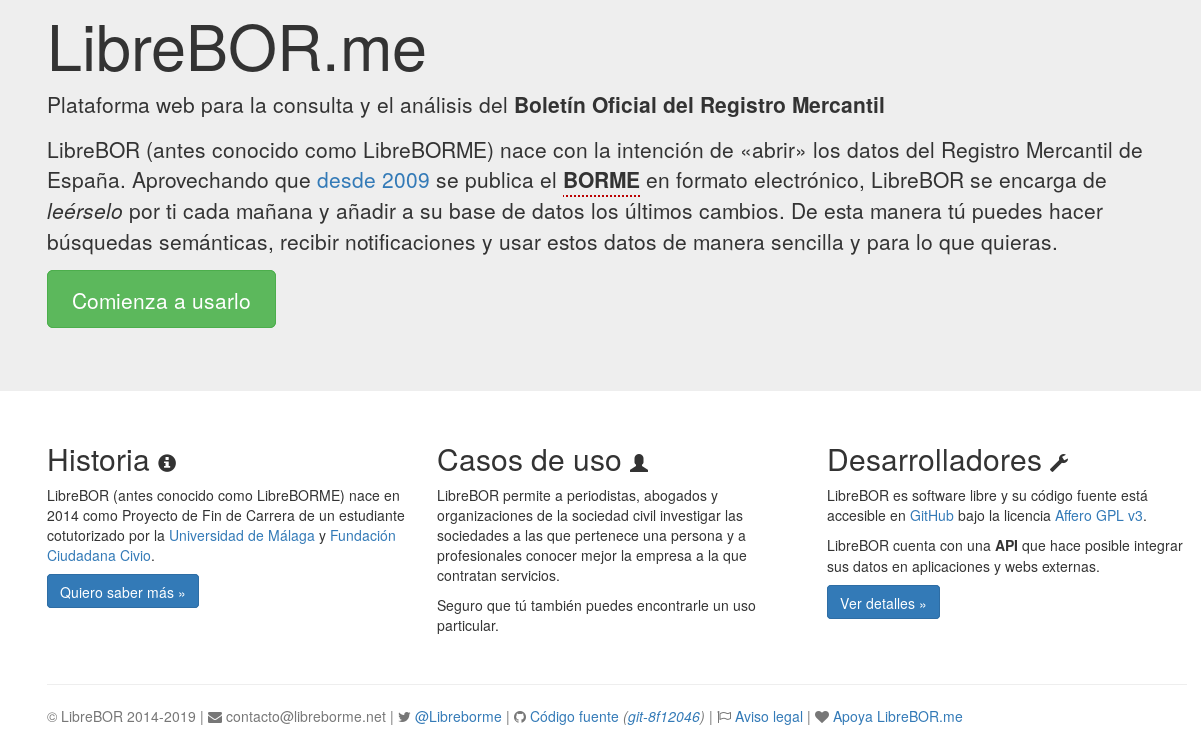 LibreBOR.me
Plataforma web para la consulta y el análisis del Boletín Oficial del Registro Mercantil
LibreBOR (antes conocido como LibreBORME) nace con la intención de «abrir» los datos del Registro Mercantil de
España. Aprovechando que desde 2009 se publica el BORME en formato electrónico, LibreBOR se encarga de
leérselo por ti cada mañana y añadir a su base de datos los últimos cambios. De esta manera tú puedes hacer
búsquedas semánticas, recibir notificaciones y usar estos datos de manera sencilla y para lo que quieras.
Comienza a usarlo
Historia
LibreBOR (antes conocido como LibreBORME) nace en
2014 como Proyecto de Fin de Carrera de un estudiante
cotutorizado por la Universidad de Málaga y Fundación
Ciudadana Civio.
Quiero saber más »
Casos de uso
LibreBOR permite a periodistas, abogados y
organizaciones de la sociedad civil investigar las
sociedades a las que pertenece una persona y a
profesionales conocer mejor la empresa a la que
contratan servicios.
Seguro que tú también puedes encontrarle un uso
particular.
Desarrolladores
LibreBOR es software libre y su código fuente está
accesible en GitHub bajo la licencia Affero GPL v3.
LibreBOR cuenta con una API que hace posible integrar
sus datos en aplicaciones y webs externas.
Ver detalles »
© LibreBOR 2014-2019 | contacto@libreborme.net | @Libreborme | Código fuente (git-8f12046) | Aviso legal | Apoya LibreBOR.me